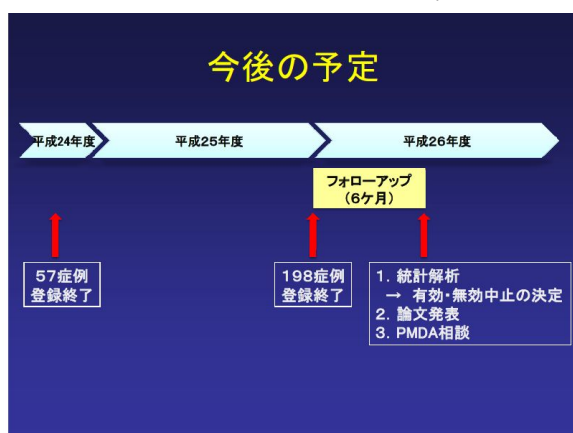 今後の予定
平成24年度
平成25年度
平成26年度
フォローアップ
(6ケ月)
57症例
登録終了
198症例
登録終了
1. 統計解析
→ 有効・無効中止の決定
2. 論文発表
3. PMDA相談